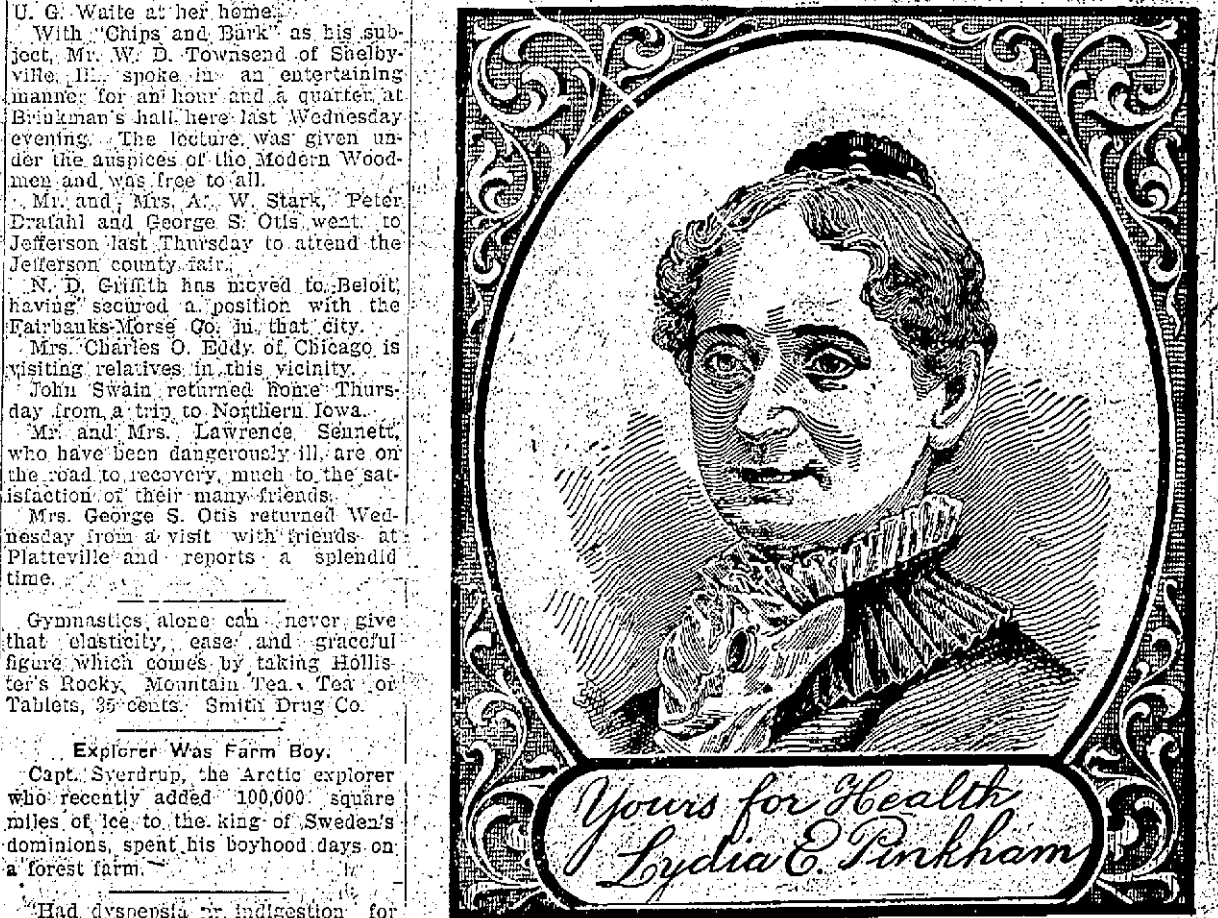 U. G. Waite at her home.
With "Chips and Bark" as his sub-
ject, Mr. W. D. Townsend of Shelby-
ville, Ill. spoke in an entertaining
manner for an hour and a quarter at
Brinkman's hall here last Wednesday
evening. The lecture was given un-
der the auspices of the Modern Wood-
men and was free to all.
Mr. and Mrs. A. W. Stark, Peter
Drafahl and George S. Otis went to
Jefferson last Thursday to attend the
Jefferson county fair.
N. D. Griffith has moved to Beloit,
having secured a position with the
Fairbanks-Morse Co. in that city.
Mrs. Charles O. Eddy of Chicago is
visiting relatives in this vicinity.
John Swain returned home Thurs-
day from a trip to Northern Iowa.
Mr. and Mrs. Lawrence Sennett,
who have been dangerously ill, are on
the road to recovery, much to the sat-
isfaction of their many friends.
Mrs. George S. Otis returned Wed-
nesday from a visit with friends at
Platteville and reports a splendid
time.
Gymnastics alone can never give
that elasticity, ease and graceful
figure which comes by taking Hollis-
ter's Rocky Mountain Tea. Tea or
Tablets, 35 cents. Smith Drug Co.
Explorer Was Farm Boy.
Capt. Sverdrup, the Arctic explorer
who recently added 100,000 square
miles of ice to the king of Sweden's
dominions, spent his boyhood days on
a forest farm.
"Had dyspepsia or indigestion for
Yours for Health
Lydia E. Pinkham